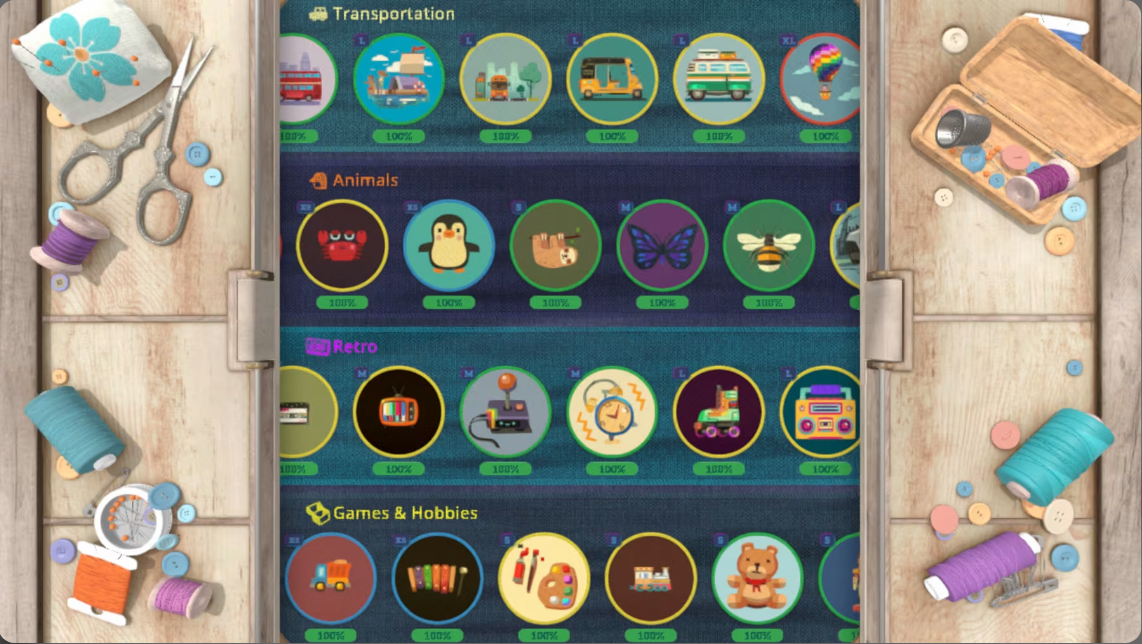 Transportation
L L L L XL
100% 100% 100% 100% 100% 100%
Animals
XS XS S M M L
100% 100% 100% 100% 100%
Retro
M M M L L
100% 100% 100% 100% 100% 100%
Games & Hobbies
XS XS S S S S
100% 100% 100% 100% 100%